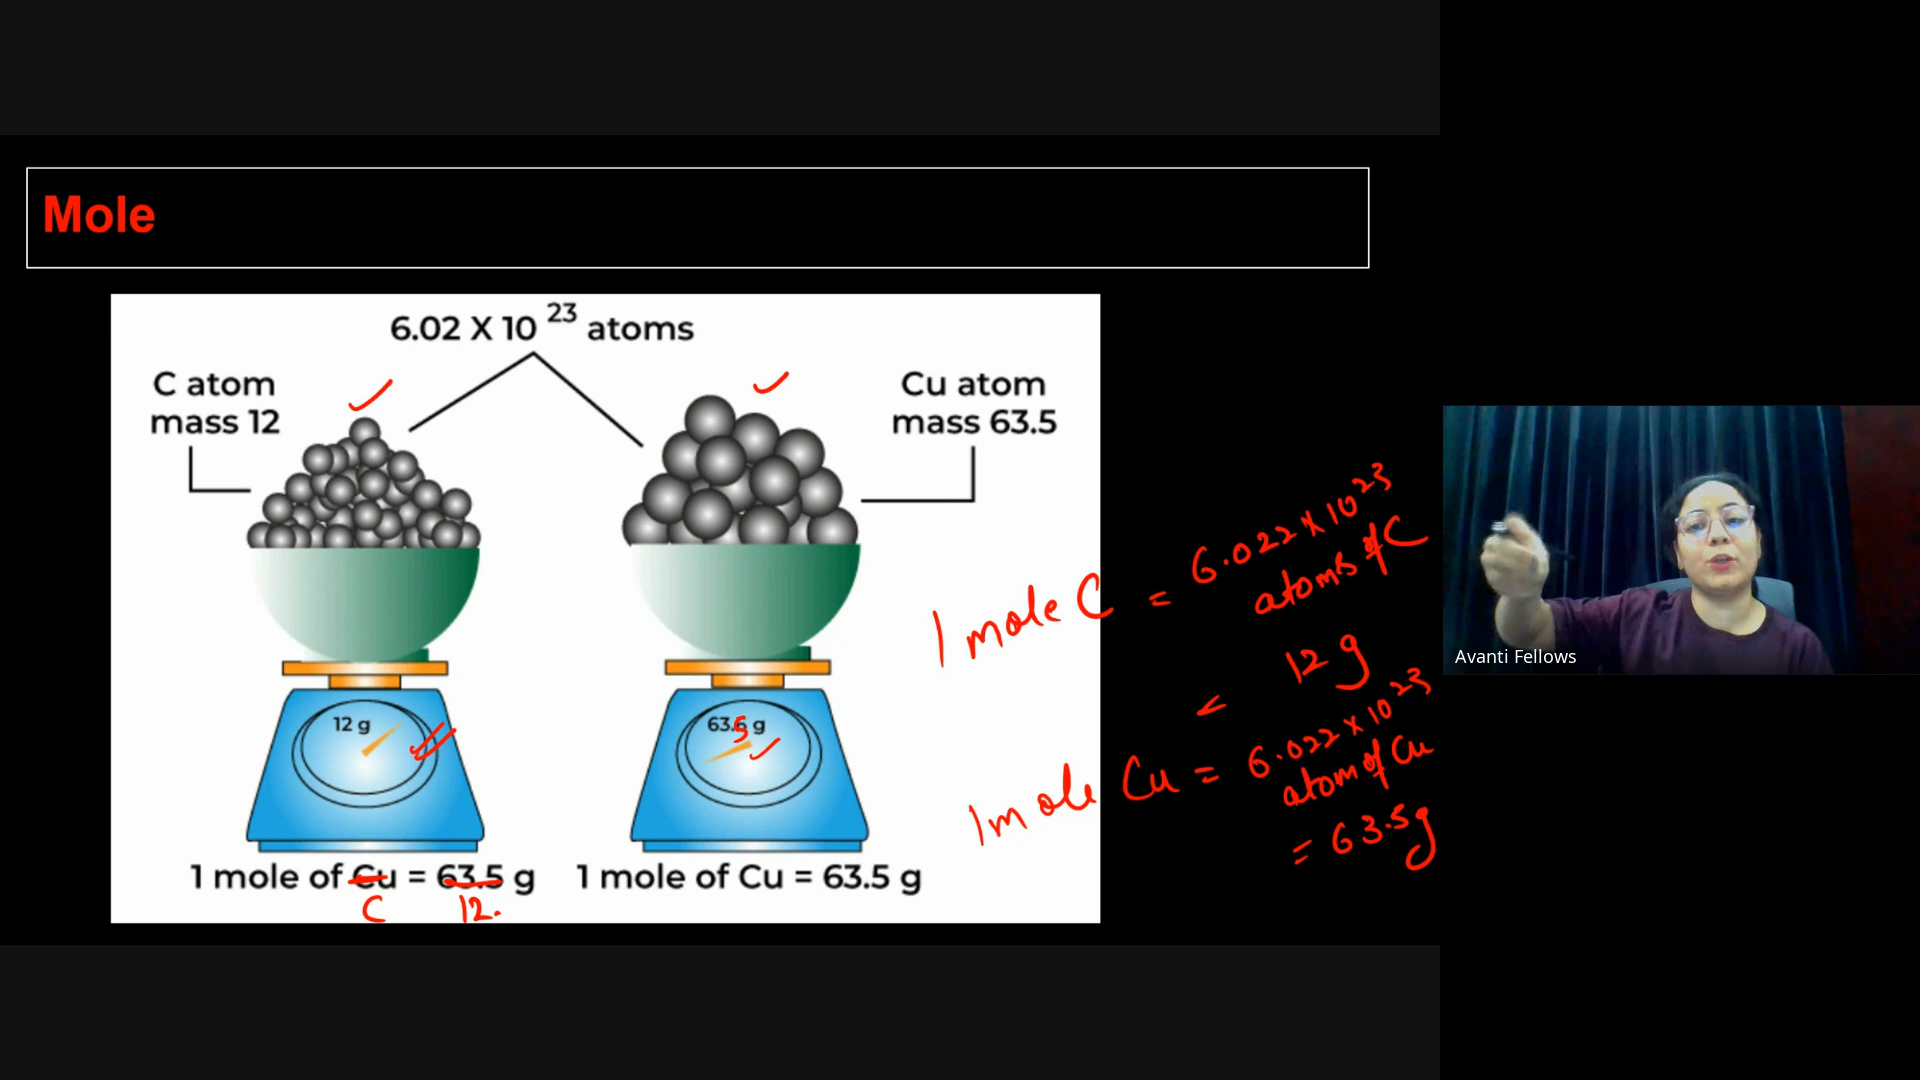 Mole
6.02 X 10 23 atoms
C atom
mass 12
Cu atom
mass 63.5
12 g
63.5 g
1 mole of Cu = 63.5 g
C 12.
1 mole of Cu = 63.5 g
1 mole C = 6.022 x 10 23
atoms of C
= 12 g
1 mole Cu = 6.022 x 10 23
atom of Cu
= 63.5 g
Avanti Fellows